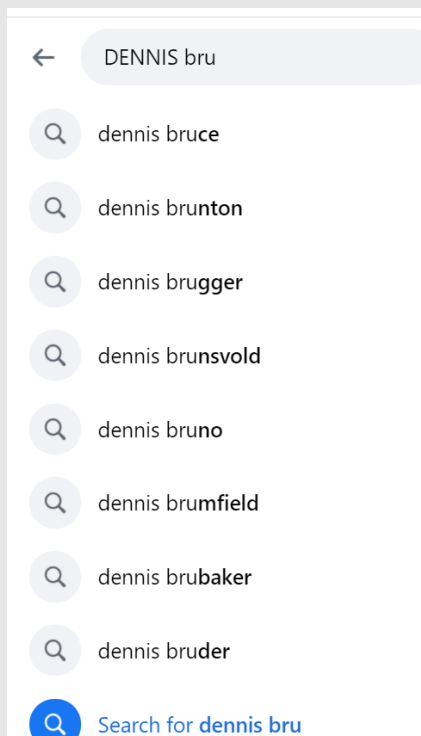 DENNIS bru
dennis bruce
dennis brunton
dennis brugger
dennis brunsvold
dennis bruno
dennis brumfield
dennis brubaker
dennis bruder
Search for dennis bru